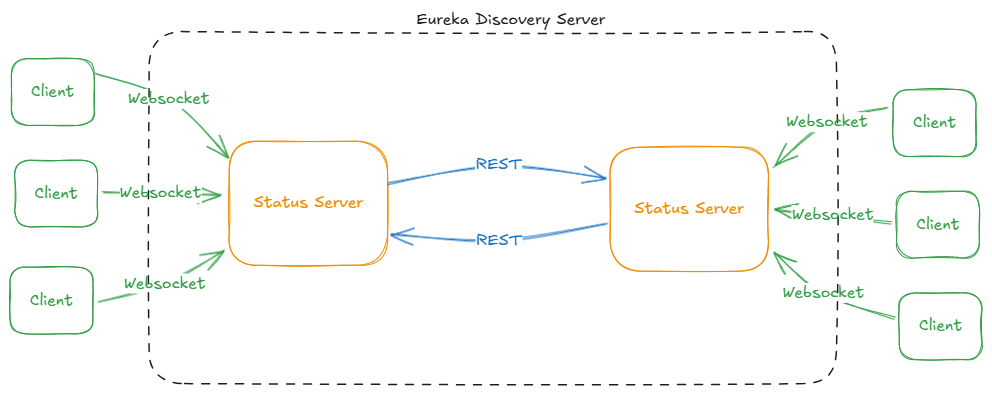 Eureka Discovery Server
Client
Websocket
Client
Websocket
Client
Websocket
Status Server
REST
REST
Status Server
Websocket
Client
Websocket
Client
Websocket
Client